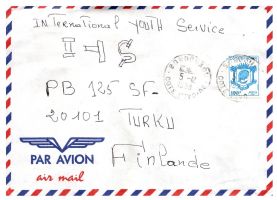 INternational YOUTH Service.
IYS
PB 125 SF-
20101 TURKU
Finlande
PAR AVION
air mail